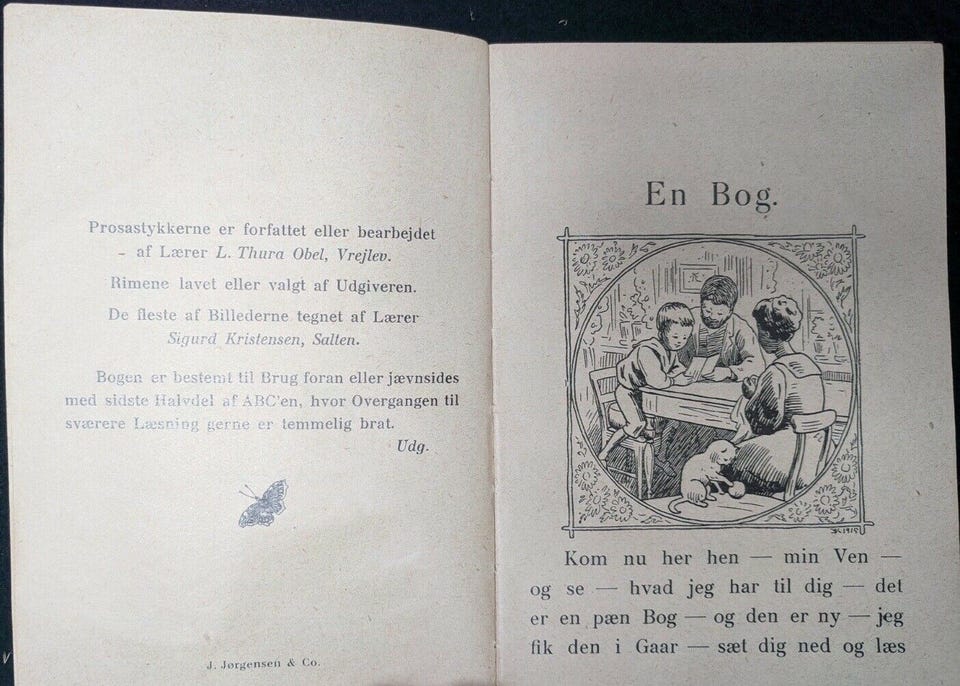 Prosastykkerne er forfattet eller bearbejdet
- af Lærer L. Thura Obel, Vrejlev.
Rimene lavet eller valgt af Udgiveren.
De fleste af Billederne tegnet af Lærer
Sigurd Kristensen, Salten.
Bogen er bestemt til Brug foran eller jævnsides
med sidste Halvdel af ABC'en, hvor Overgangen til
sværere Læsning gerne er temmelig brat.
Udg.
J. Jørgensen & Co.
En Bog.
Kom nu her hen — min Ven —
og se — hvad jeg har til dig — det
er en pæn Bog — og den er ny — jeg
fik den i Gaar — sæt dig ned og læs